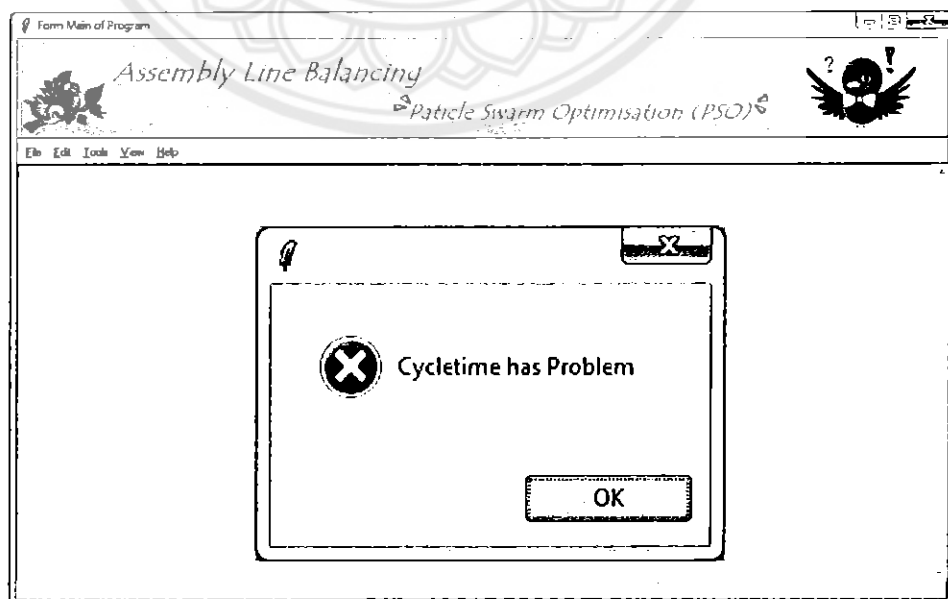 Form Main of Program
Assembly Line Balancing
Paticle Swarm Optimisation (PSO)
? !
File Edit Tools View Help
Cycletime has Problem
OK